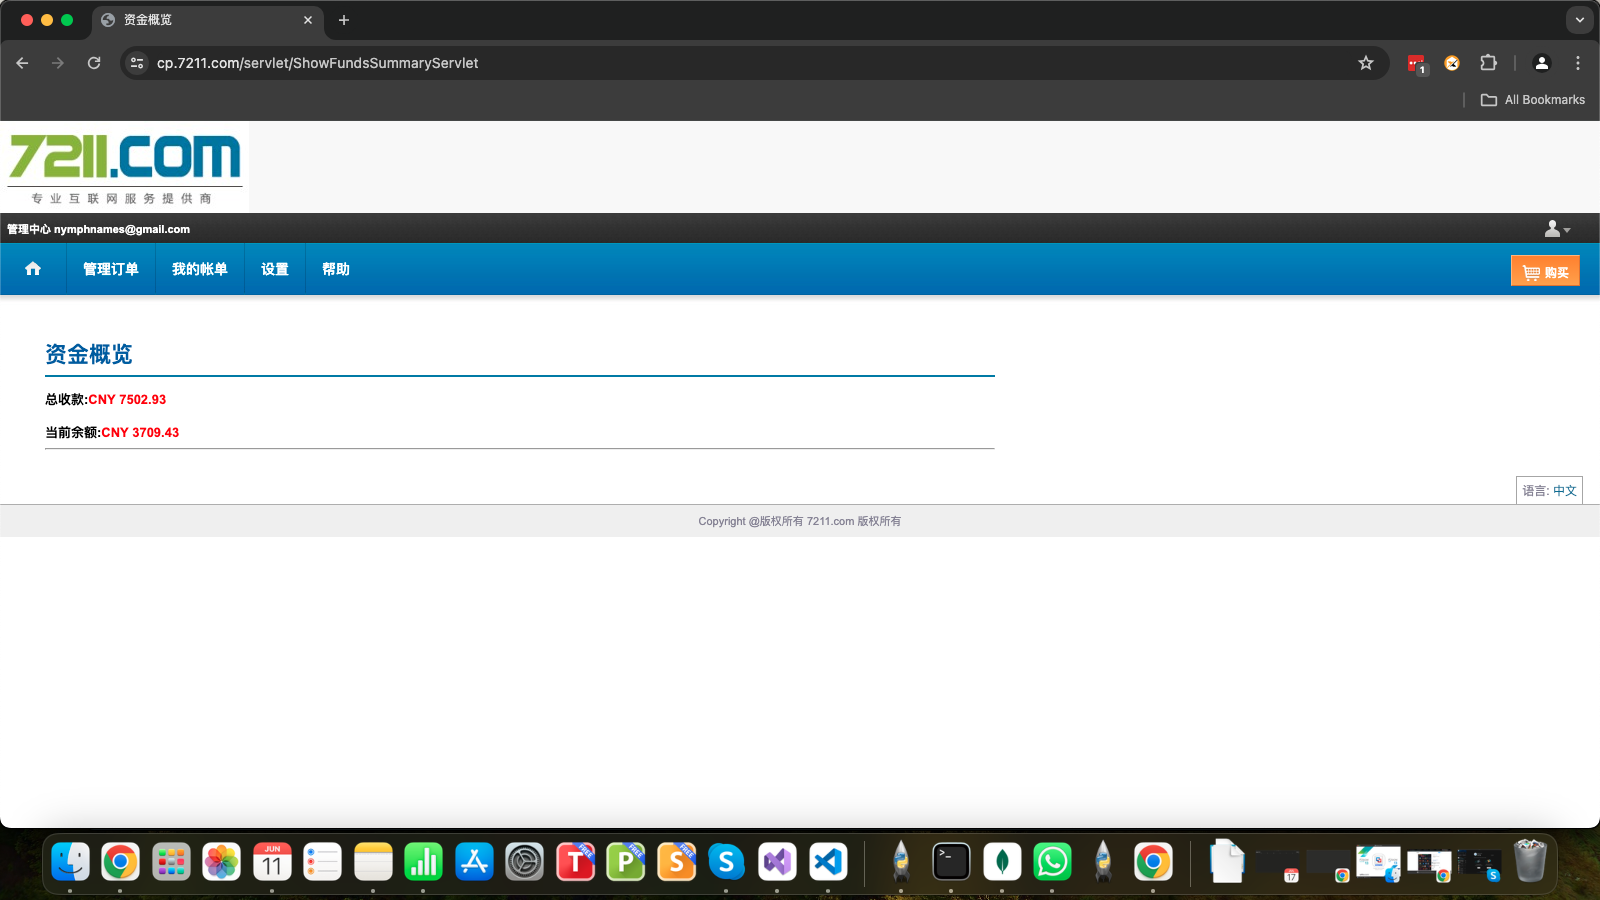 资金概览
cp.7211.com/servlet/ShowFundsSummaryServlet
1
All Bookmarks
7211.com
专业互联网服务提供商
管理中心 nymphnames@gmail.com
管理订单 我的帐单 设置 帮助
购买
资金概览
总收款:CNY 7502.93
当前余额:CNY 3709.43
语言: 中文
Copyright @版权所有 7211.com 版权所有
JUN
11
T FREE
P FREE
S FREE
S
>_
17
S